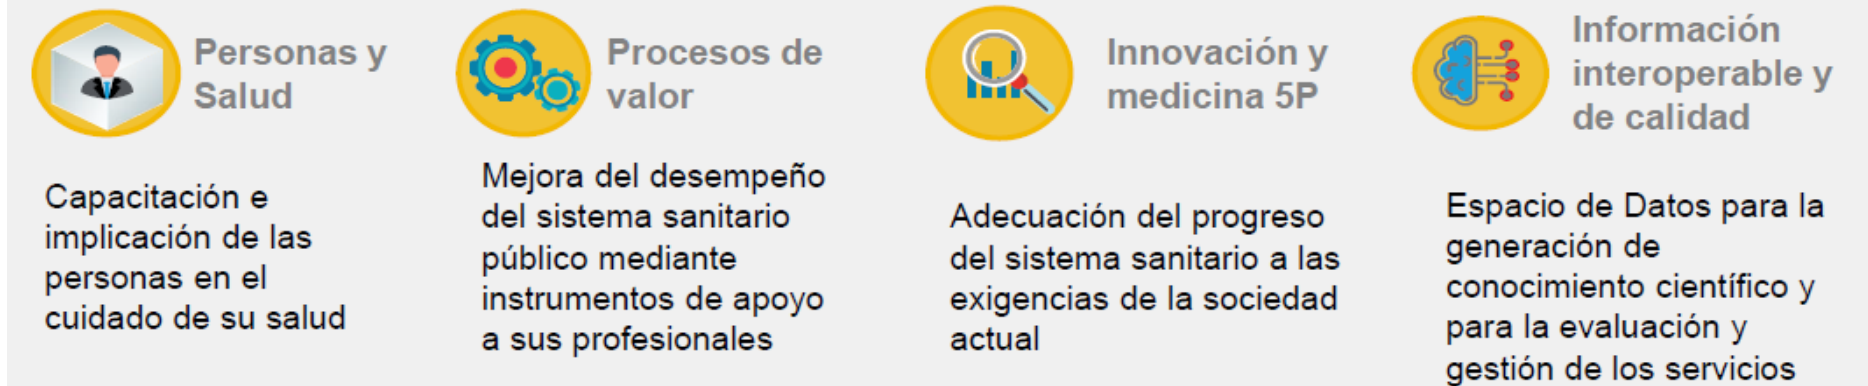 Personas y
Salud
Capacitación e
implicación de las
personas en el
cuidado de su salud
Procesos de
valor
Mejora del desempeño
del sistema sanitario
público mediante
instrumentos de apoyo
a sus profesionales
Innovación y
medicina 5P
Adecuación del progreso
del sistema sanitario a las
exigencias de la sociedad
actual
Información
interoperable y
de calidad
Espacio de Datos para la
generación de
conocimiento científico y
para la evaluación y
gestión de los servicios